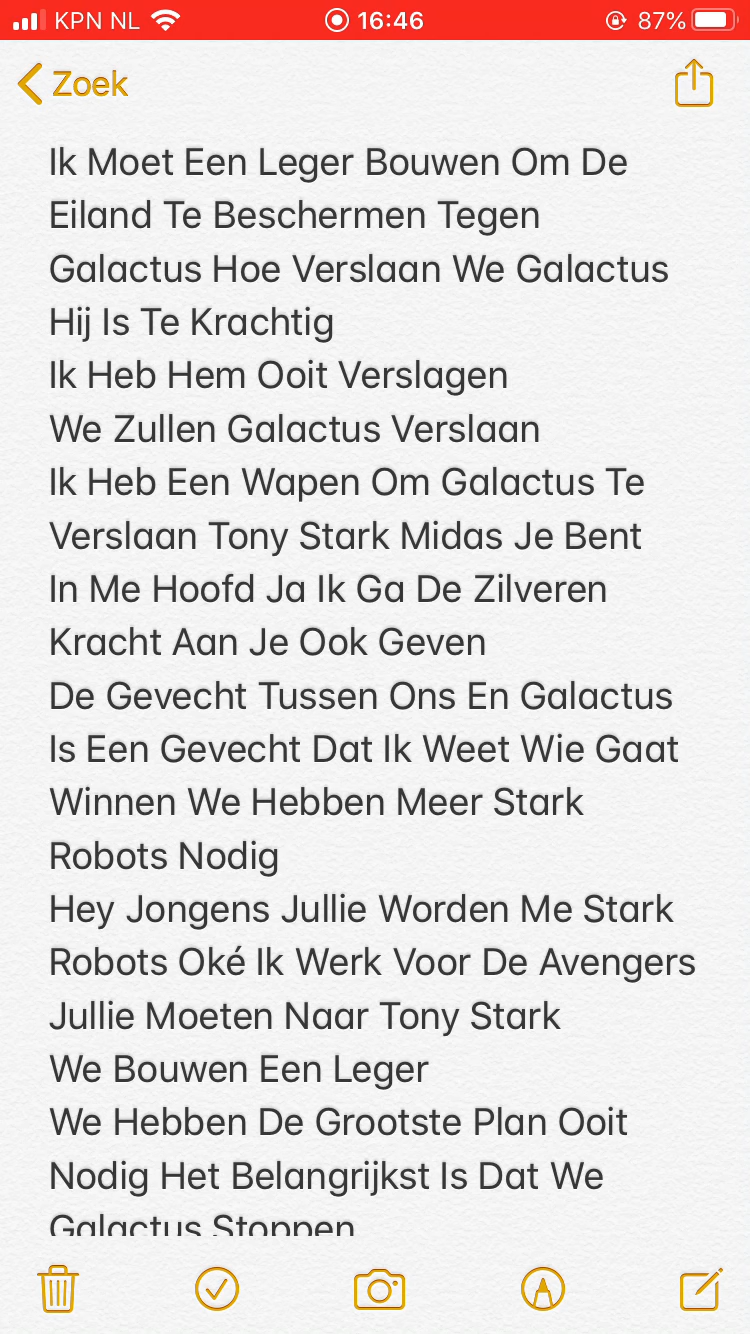 KPN NL 16:46 87%
Zoek
Ik Moet Een Leger Bouwen Om De
Eiland Te Beschermen Tegen
Galactus Hoe Verslaan We Galactus
Hij Is Te Krachtig
Ik Heb Hem Ooit Verslagen
We Zullen Galactus Verslaan
Ik Heb Een Wapen Om Galactus Te
Verslaan Tony Stark Midas Je Bent
In Me Hoofd Ja Ik Ga De Zilveren
Kracht Aan Je Ook Geven
De Gevecht Tussen Ons En Galactus
Is Een Gevecht Dat Ik Weet Wie Gaat
Winnen We Hebben Meer Stark
Robots Nodig
Hey Jongens Jullie Worden Me Stark
Robots Oké Ik Werk Voor De Avengers
Jullie Moeten Naar Tony Stark
We Bouwen Een Leger
We Hebben De Grootste Plan Ooit
Nodig Het Belangrijkst Is Dat We
Galactus Stoppen